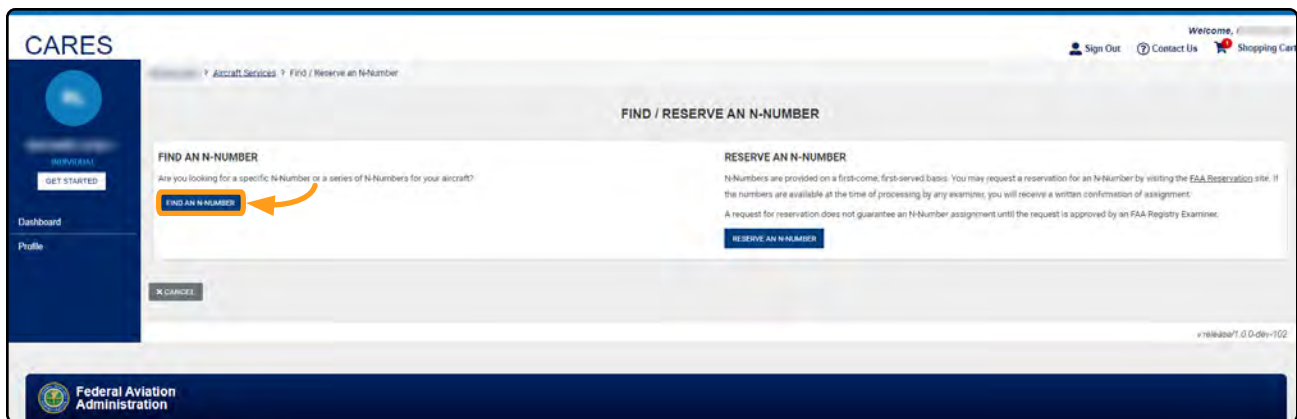 Welcome,
CARES
Sign Out
Contact Us
Shopping Cart
Aircraft Services
Find / Reserve an N-Number
FIND / RESERVE AN N-NUMBER
INDIVIDUAL
GET STARTED
Dashboard
Profile
FIND AN N-NUMBER
Are you looking for a specific N-Number or a series of N-Numbers for your aircraft?
FIND AN N-NUMBER
RESERVE AN N-NUMBER
N-Numbers are provided on a first-come, first-served basis. You may request a reservation for an N-Number by visiting the FAA Reservation site. If
the numbers are available at the time of processing by any examiner, you will receive a written confirmation of assignment.
A request for reservation does not guarantee an N-Number assignment until the request is approved by an FAA Registry Examiner.
RESERVE AN N-NUMBER
X CANCEL
v release/1.0.0-dev-102
Federal Aviation
Administration